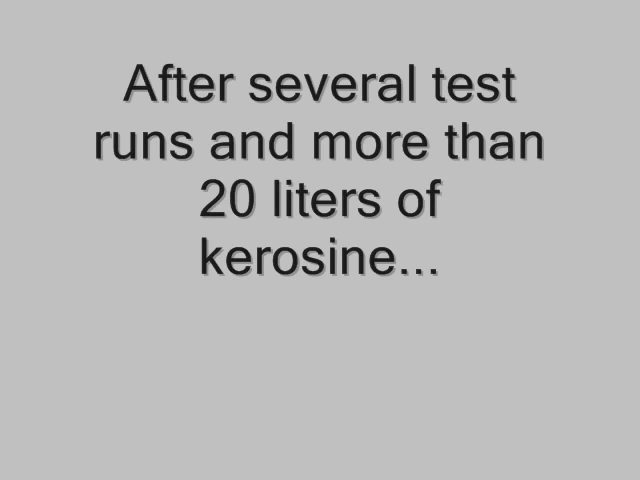 After several test
runs and more than
20 liters of
kerosine...